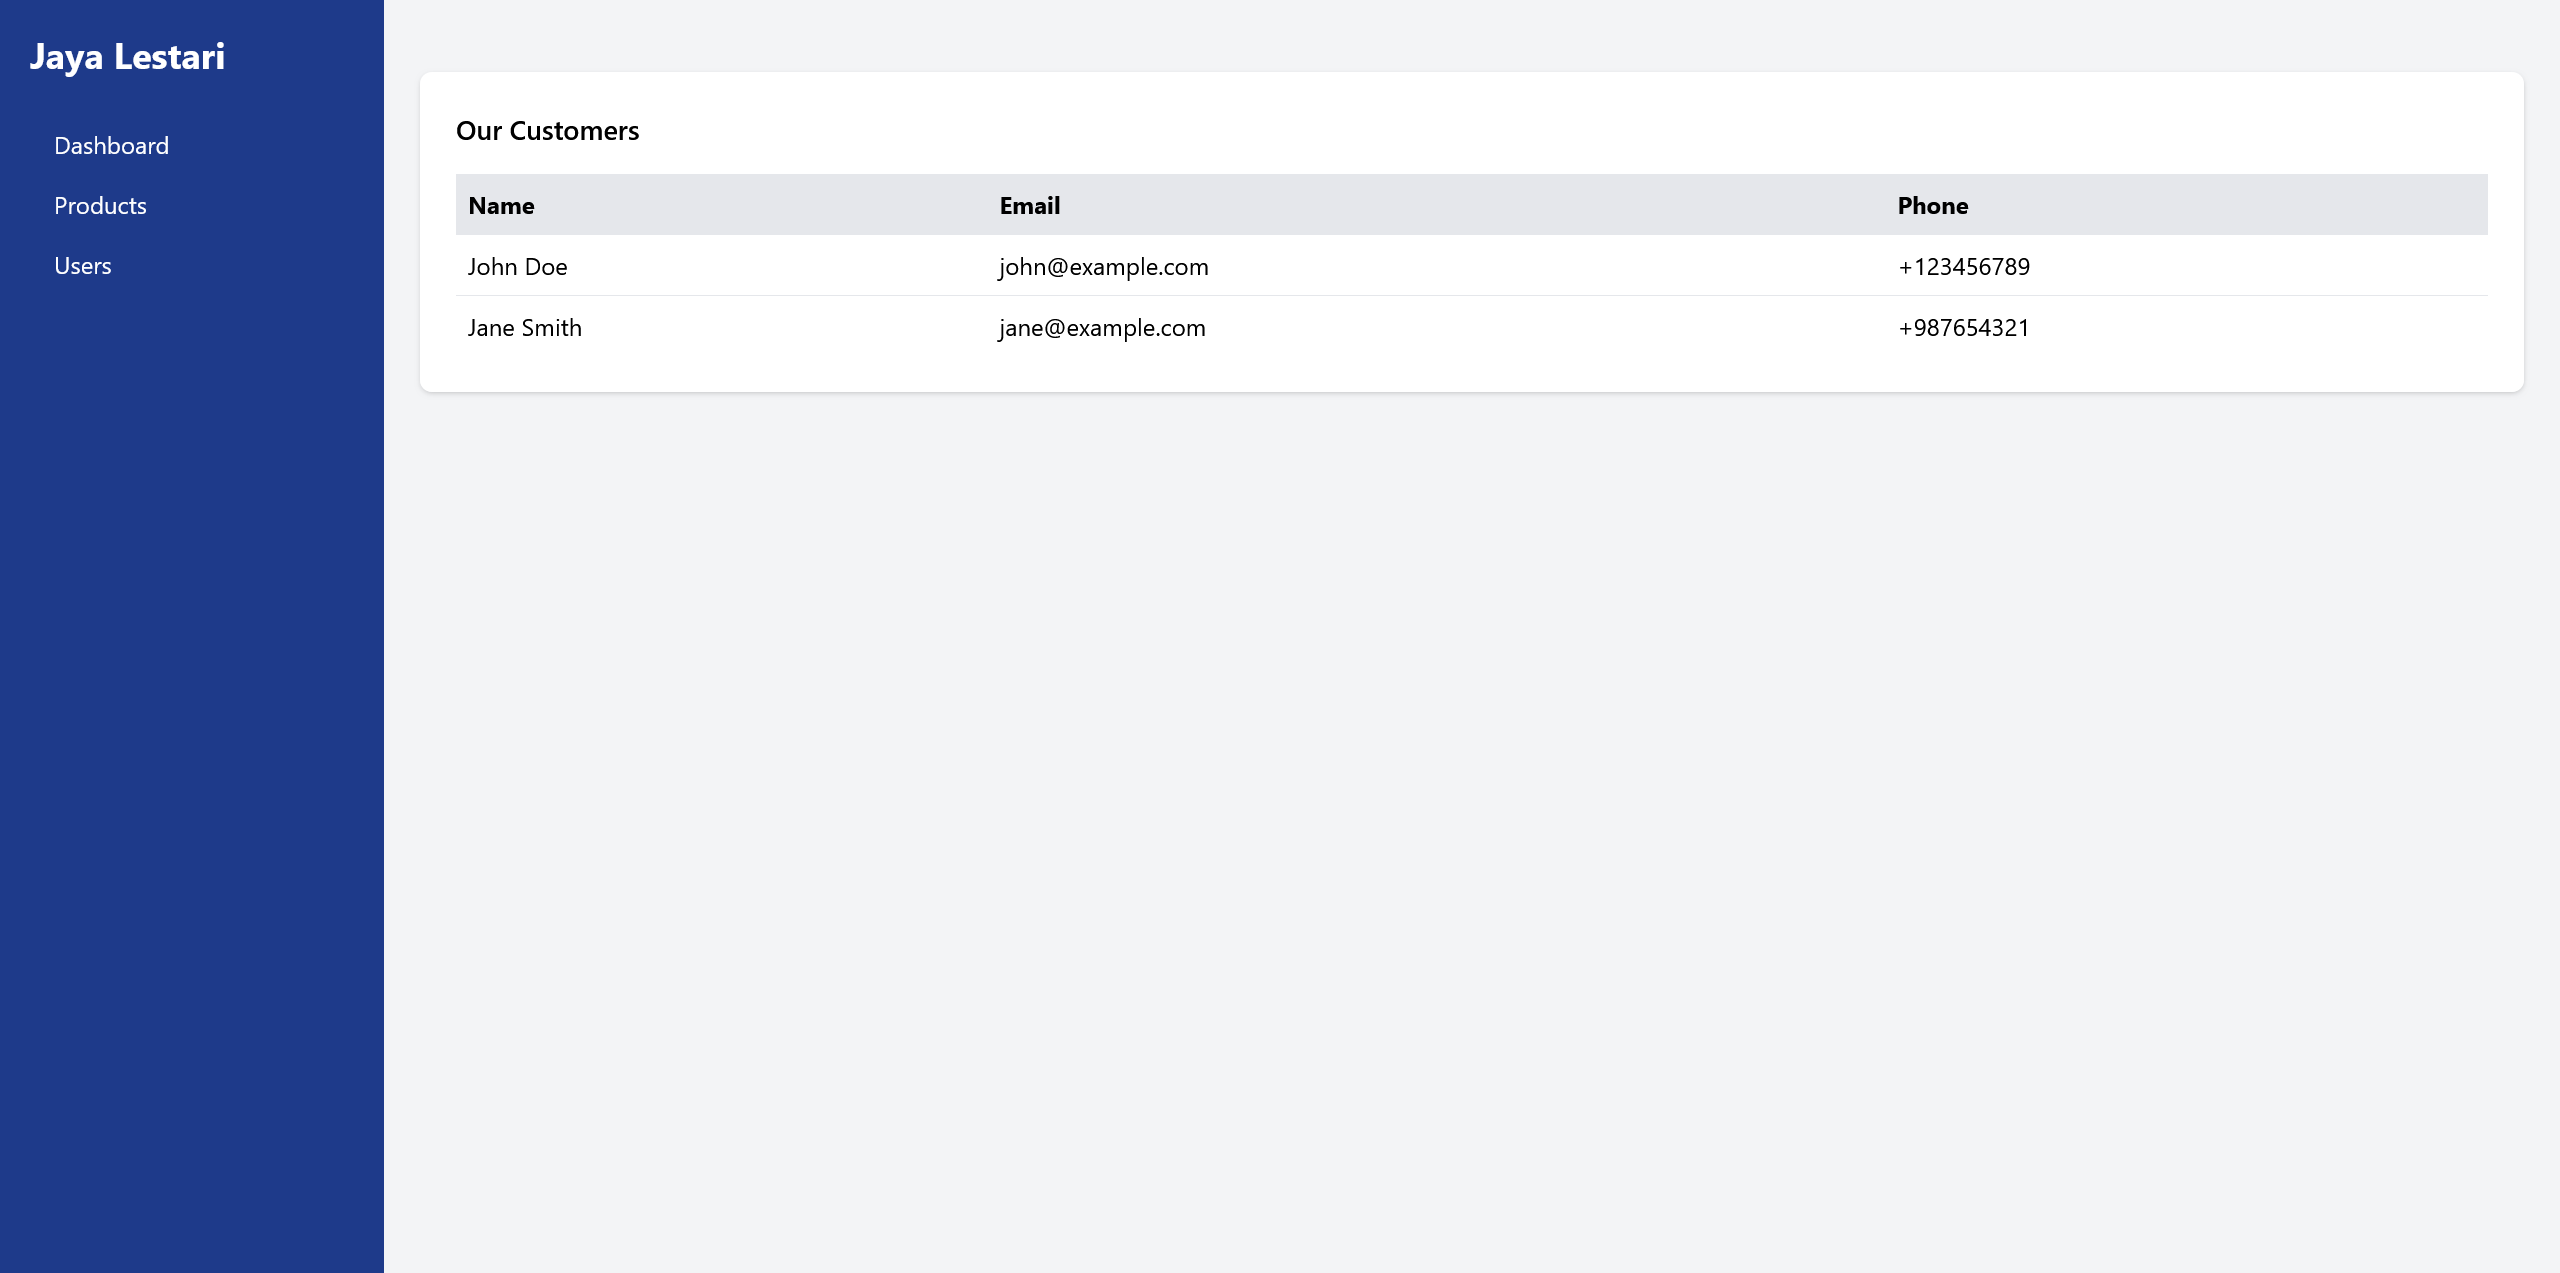 Jaya Lestari
Dashboard
Products
Users
Our Customers
Name Email Phone
John Doe john@example.com +123456789
Jane Smith jane@example.com +987654321